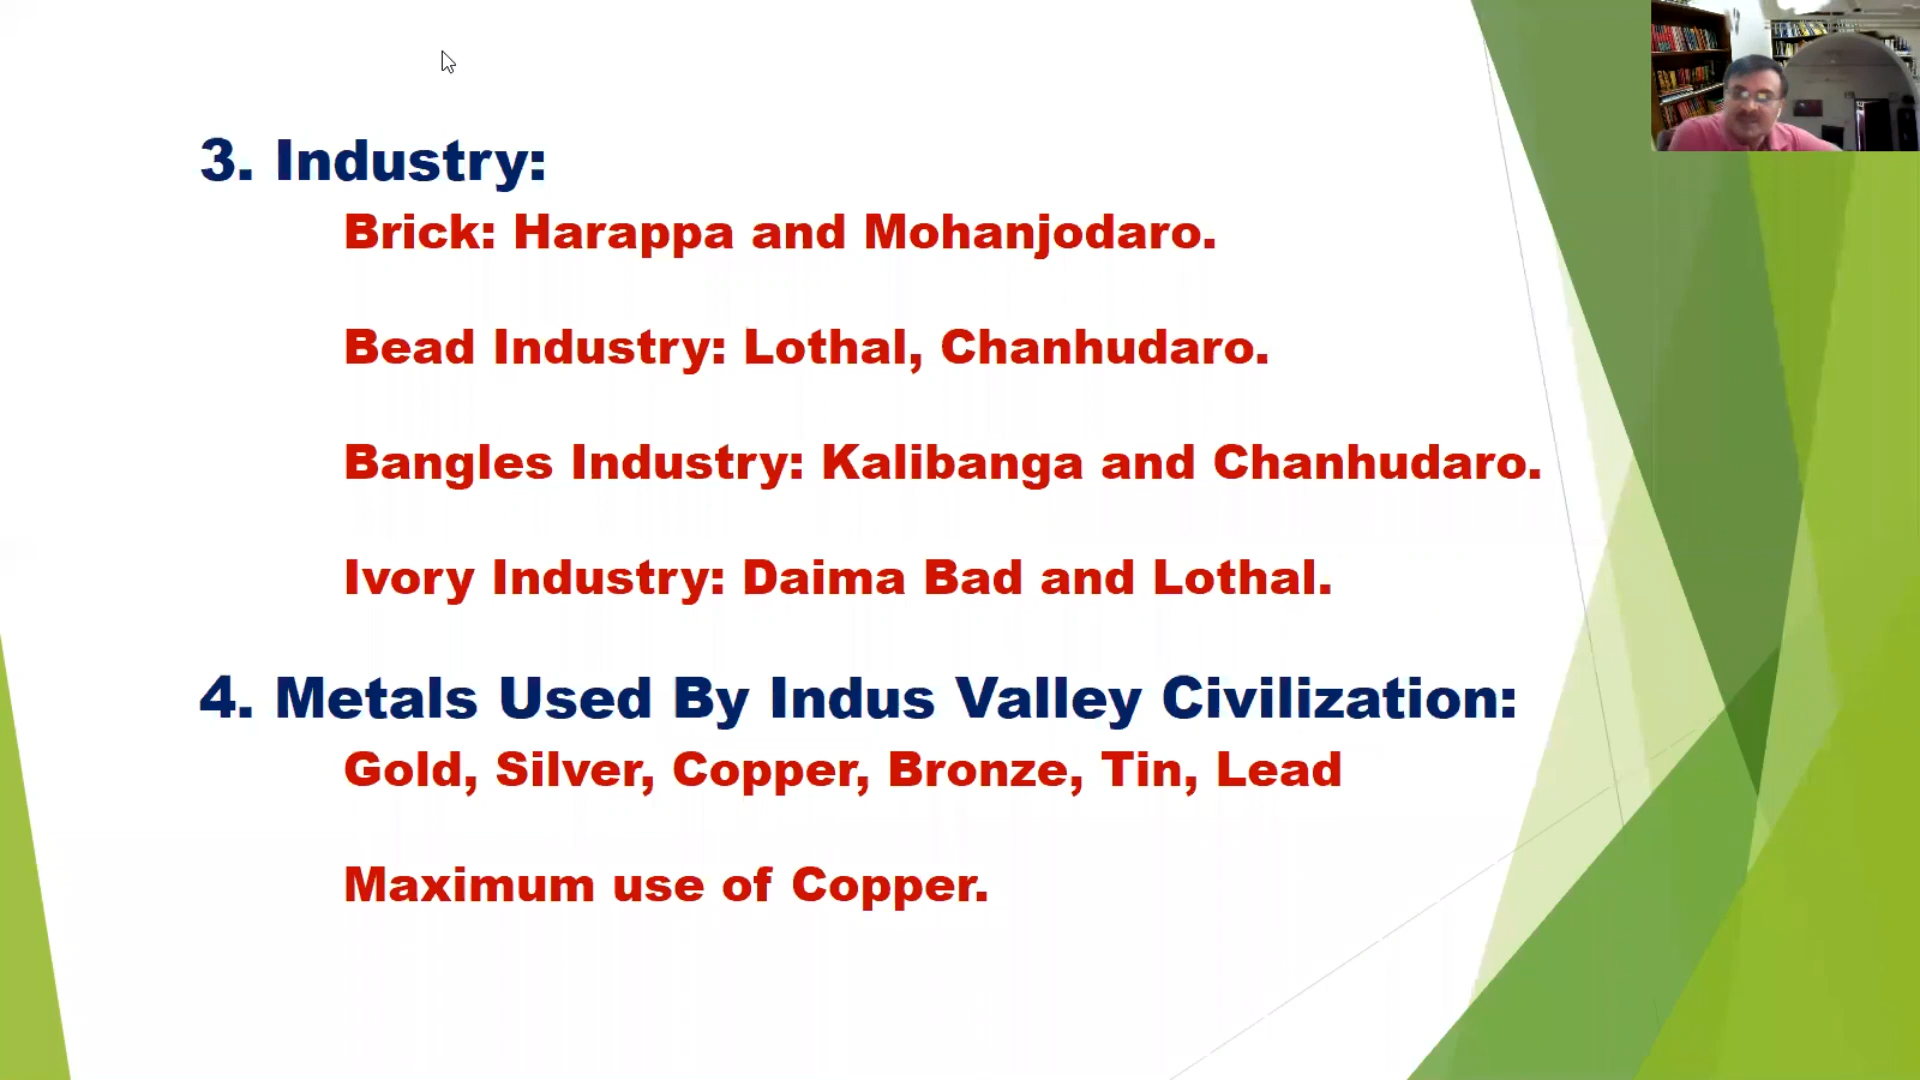 3. Industry:
Brick: Harappa and Mohanjodaro.
Bead Industry: Lothal, Chanhudaro.
Bangles Industry: Kalibanga and Chanhudaro.
Ivory Industry: Daima Bad and Lothal.
4. Metals Used By Indus Valley Civilization:
Gold, Silver, Copper, Bronze, Tin, Lead
Maximum use of Copper.